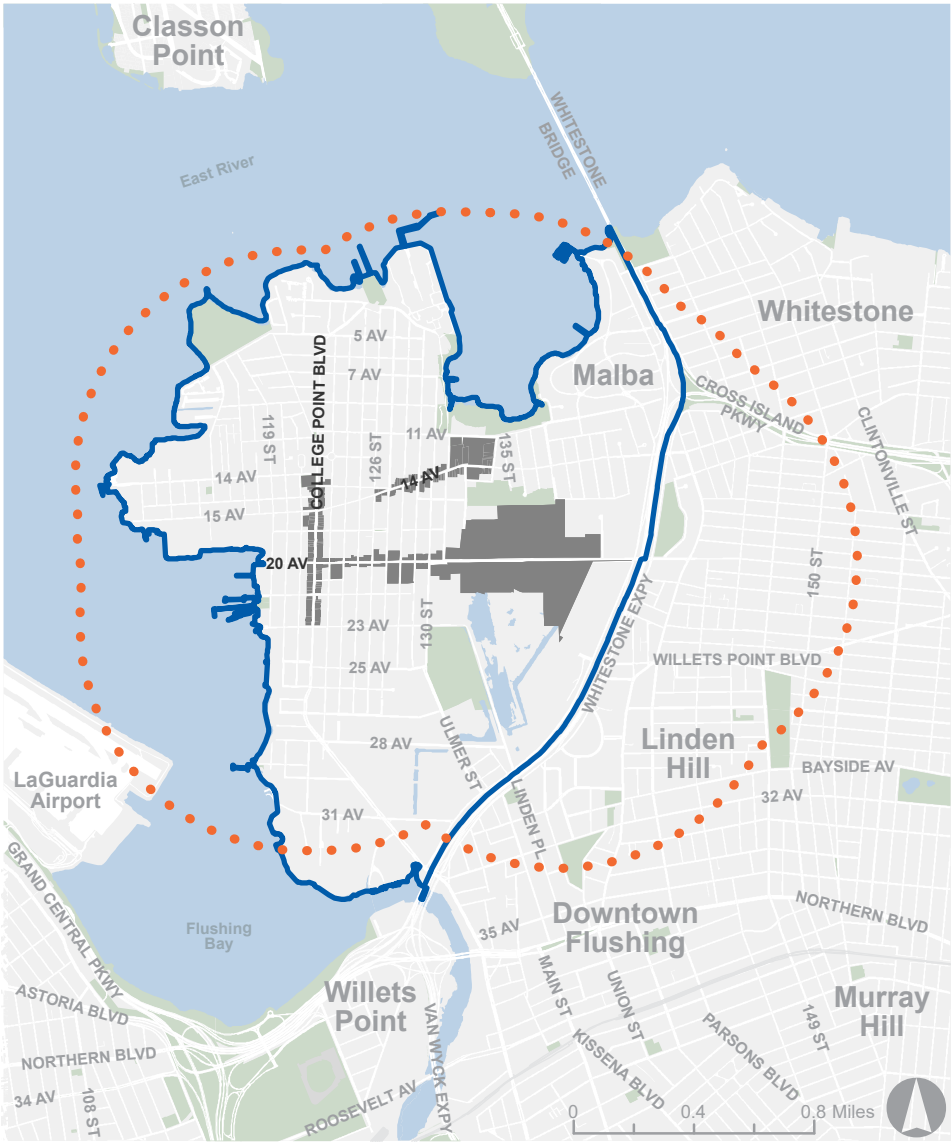 Classon
Point
WHITESTONE
BRIDGE
East River
Whitestone
5 AV
COLLEGE POINT BLVD
7 AV
Malba
CROSS ISLAND
PKWY
CLINTONVILLE ST
119 ST
126 ST
11 AV
135 ST
14 AV
14 AV
15 AV
20 AV
150 ST
130 ST
23 AV
WHITESTONE EXPY
25 AV
WILLETS POINT BLVD
ULMER ST
28 AV
Linden
Hill
BAYSIDE AV
LaGuardia
Airport
LINDEN PL
32 AV
31 AV
GRAND CENTRAL PKWY
Flushing
Bay
35 AV
Downtown
Flushing
NORTHERN BLVD
Willets
Point
MAIN ST
UNION ST
Murray
Hill
ASTORIA BLVD
VAN WYCK EXPY
KISSENA BLVD
PARSONS BLVD
149 ST
NORTHERN BLVD
34 AV
108 ST
ROOSEVELT AV
0 0.4 0.8 Miles